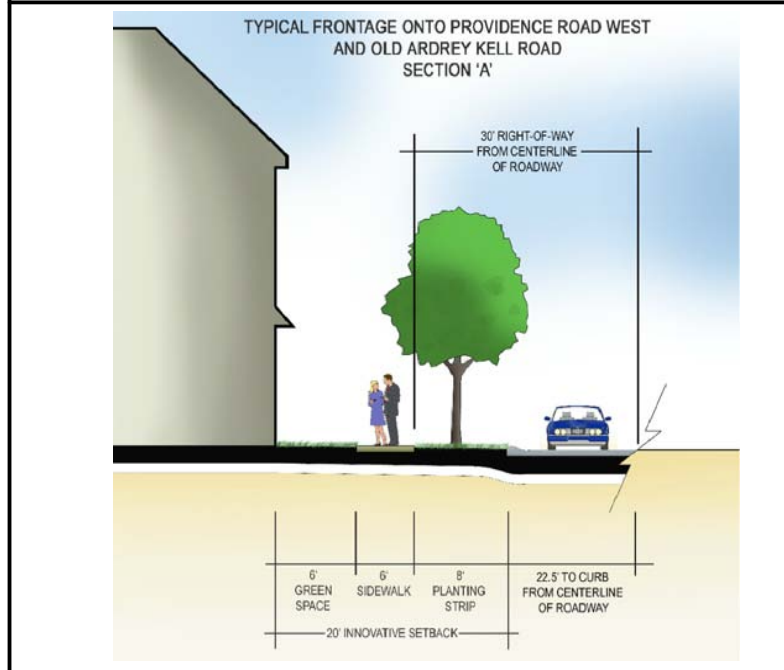 TYPICAL FRONTAGE ONTO PROVIDENCE ROAD WEST
AND OLD ARDREY KELL ROAD
SECTION 'A'
30' RIGHT-OF-WAY
FROM CENTERLINE
OF ROADWAY
6'
GREEN
SPACE
6'
SIDEWALK
8'
PLANTING
STRIP
22.5' TO CURB
FROM CENTERLINE
OF ROADWAY
20' INNOVATIVE SETBACK